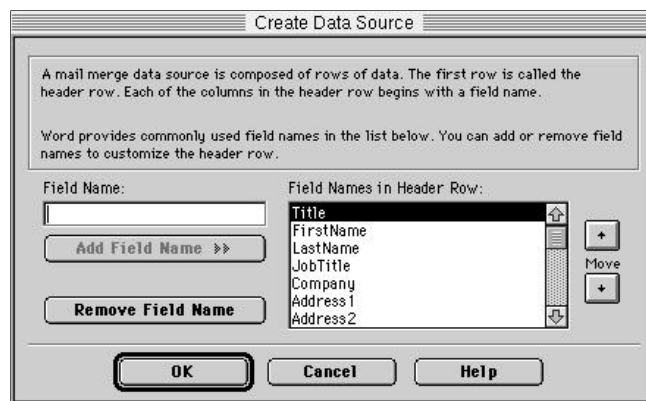 Create Data Source
A mail merge data source is composed of rows of data. The first row is called the
header row. Each of the columns in the header row begins with a field name.
Word provides commonly used field names in the list below. You can add or remove field
names to customize the header row.
Field Name:
Add Field Name >>
Remove Field Name
Field Names in Header Row:
Title
FirstName
LastName
JobTitle
Company
Address1
Address2
Move
OK
Cancel
Help